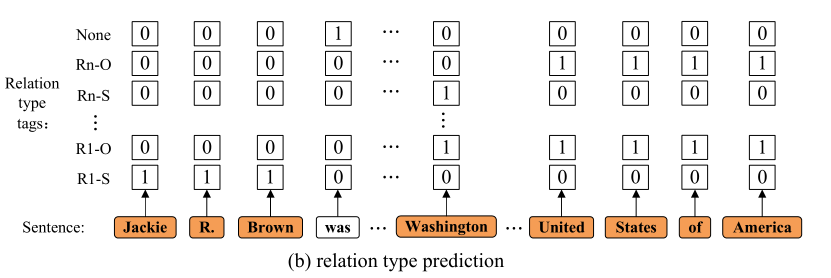 None 0 0 0 1 ... 0 0 0 0 0
Rn-O 0 0 0 0 ... 0 1 1 1 1
Rn-S 0 0 0 0 ... 1 0 0 0 0
Relation type tags:
R1-O 0 0 0 0 ... 1 1 1 1 1
R1-S 1 1 1 0 ... 0 0 0 0 0
Sentence: Jackie R. Brown was ... Washington ... United States of America
(b) relation type prediction